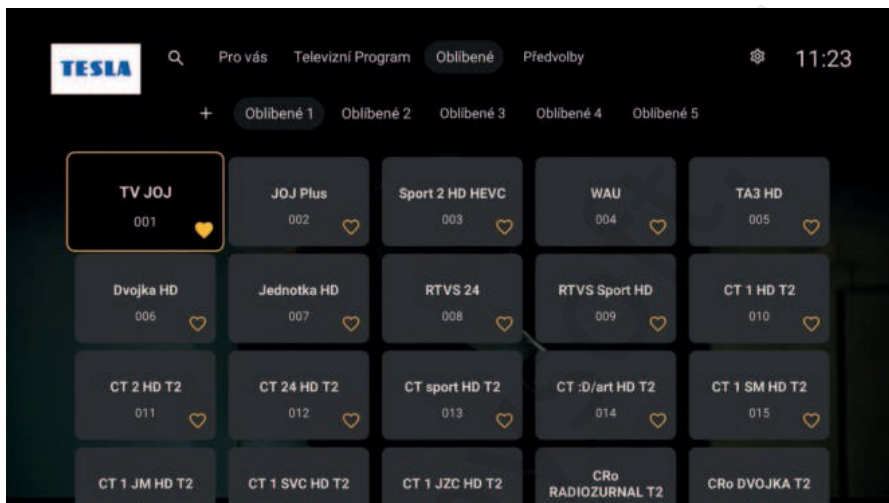 TESLA
Pro vás Televizní Program Oblíbené Předvolby 11:23
+ Oblíbené 1 Oblíbené 2 Oblíbené 3 Oblíbené 4 Oblíbené 5
TV JOJ JOJ Plus Sport 2 HD HEVC WAU TA3 HD
001 002 003 004 005
Dvojka HD Jednotka HD RTVS 24 RTVS Sport HD CT 1 HD T2
006 007 008 009 010
CT 2 HD T2 CT 24 HD T2 CT sport HD T2 CT :D/art HD T2 CT 1 SM HD T2
011 012 013 014 015
CT 1 JM HD T2 CT 1 SVC HD T2 CT 1 JZC HD T2 CRo RADIOZURNAL T2 CRo DVOJKA T2